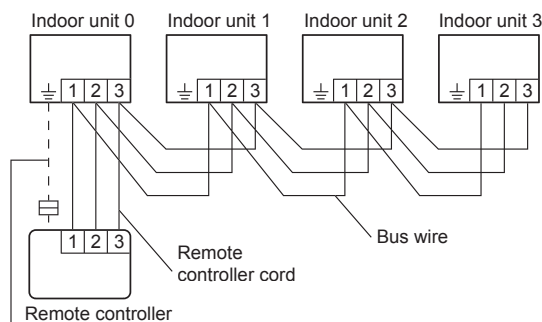 Indoor unit 0 Indoor unit 1 Indoor unit 2 Indoor unit 3
1 2 3 1 2 3 1 2 3 1 2 3
Bus wire
1 2 3
Remote
controller cord
Remote controller